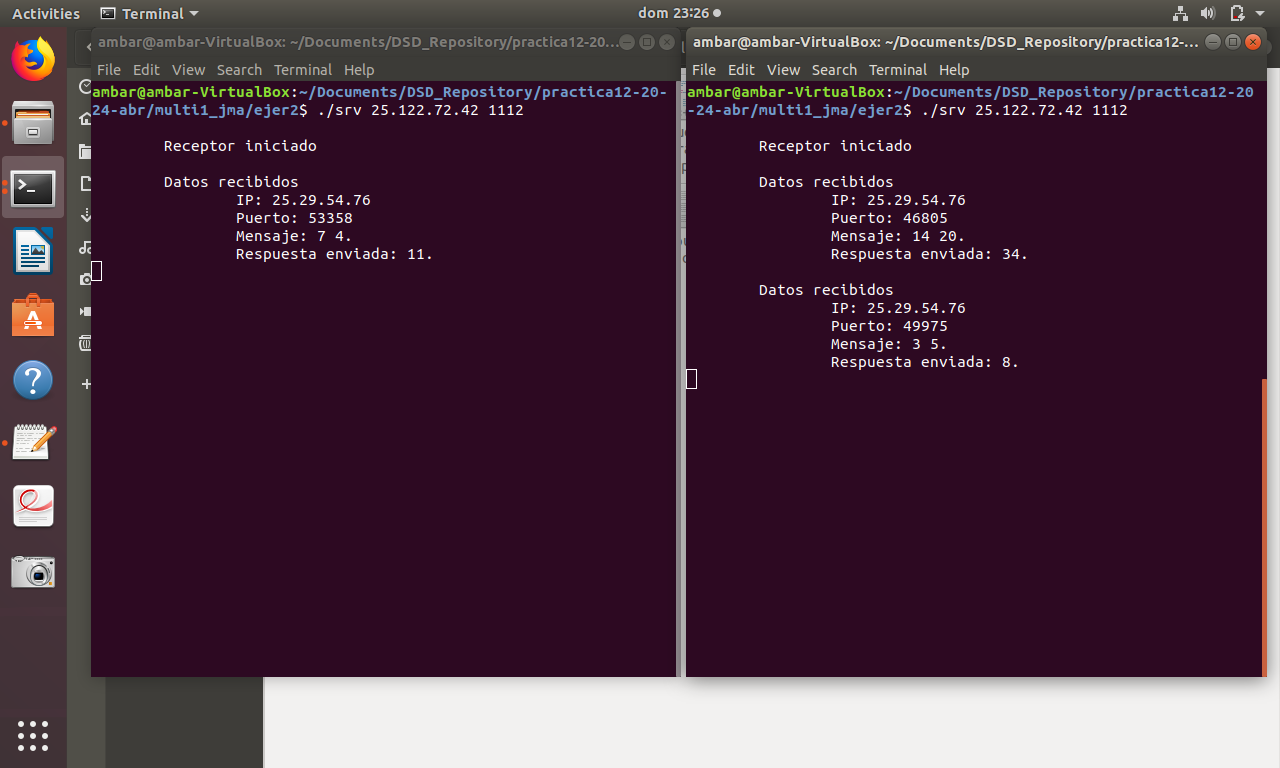 Activities
Terminal
dom 23:26
ambar@ambar-VirtualBox: ~/Documents/DSD_Repository/practica12-20...
File Edit View Search Terminal Help
ambar@ambar-VirtualBox:~/Documents/DSD_Repository/practica12-20-
24-abr/multi1_jma/ejer2$ ./srv 25.122.72.42 1112
Receptor iniciado
Datos recibidos
IP: 25.29.54.76
Puerto: 53358
Mensaje: 7 4.
Respuesta enviada: 11.
ambar@ambar-VirtualBox: ~/Documents/DSD_Repository/practica12-...
File Edit View Search Terminal Help
ambar@ambar-VirtualBox:~/Documents/DSD_Repository/practica12-20
-24-abr/multi1_jma/ejer2$ ./srv 25.122.72.42 1112
Receptor iniciado
Datos recibidos
IP: 25.29.54.76
Puerto: 46805
Mensaje: 14 20.
Respuesta enviada: 34.
Datos recibidos
IP: 25.29.54.76
Puerto: 49975
Mensaje: 3 5.
Respuesta enviada: 8.